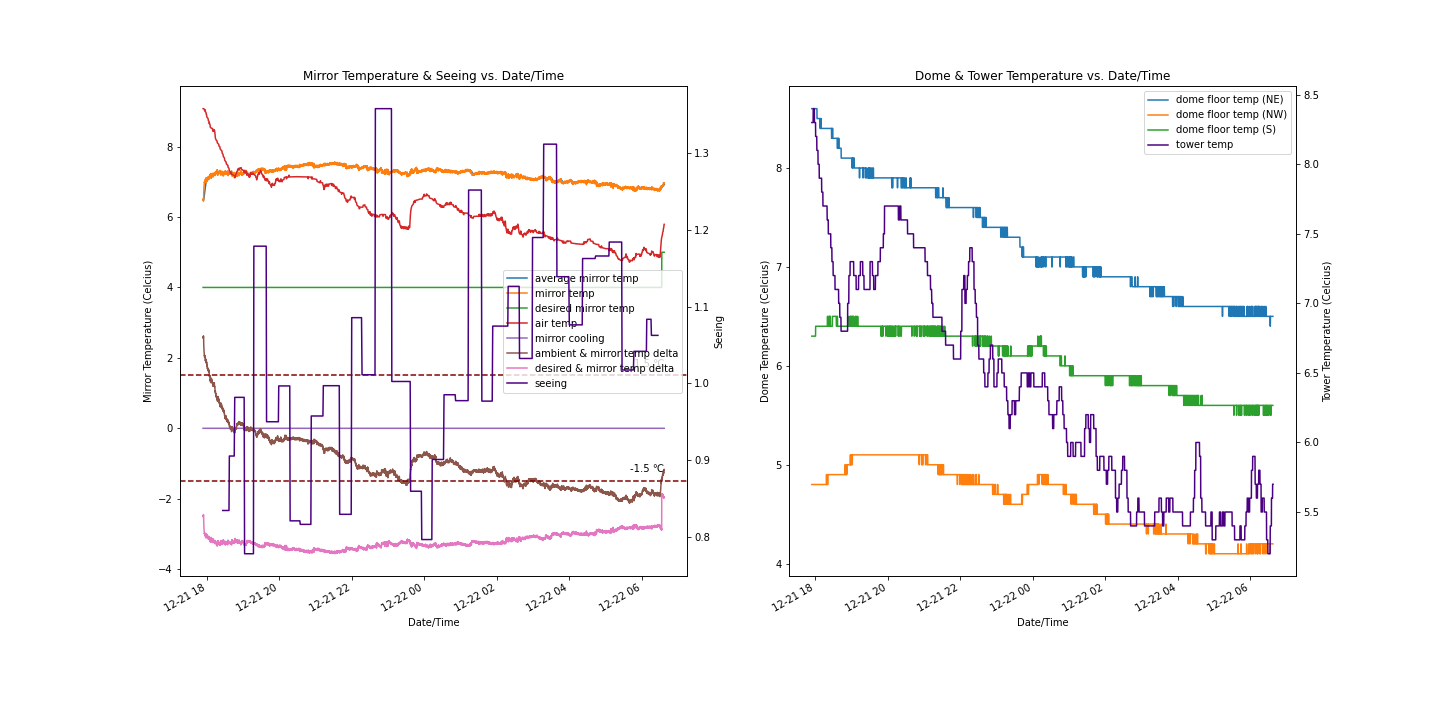 Mirror Temperature & Seeing vs. Date/Time
Mirror Temperature (Celcius)
8
6
4
2
0
−2
−4
1.3
1.2
1.1
1.0
0.9
0.8
Seeing
average mirror temp
mirror temp
desired mirror temp
air temp
mirror cooling
ambient & mirror temp delta
desired & mirror temp delta
seeing
-1.5 °C
12-21 18
12-21 20
12-21 22
12-22 00
12-22 02
12-22 04
12-22 06
Date/Time
Dome & Tower Temperature vs. Date/Time
Dome Temperature (Celcius)
8
7
6
5
4
dome floor temp (NE)
dome floor temp (NW)
dome floor temp (S)
tower temp
8.5
8.0
7.5
7.0
6.5
6.0
5.5
Tower Temperature (Celcius)
12-21 18
12-21 20
12-21 22
12-22 00
12-22 02
12-22 04
12-22 06
Date/Time